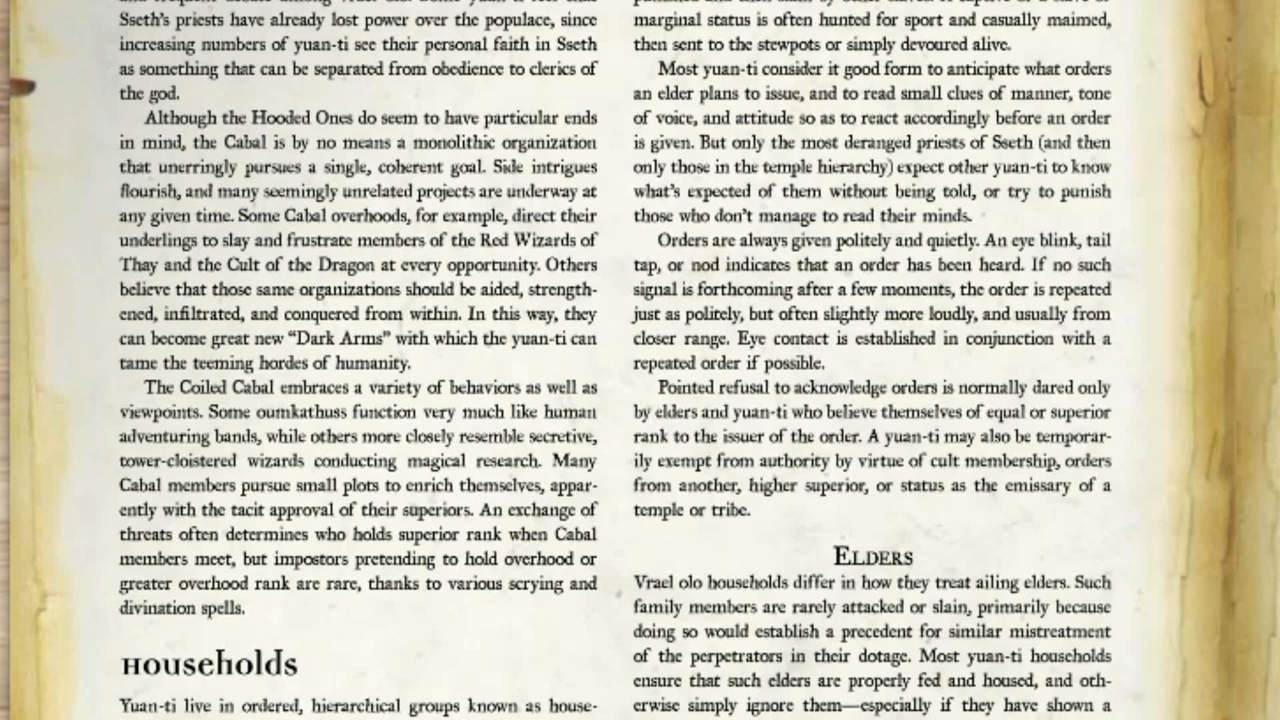 Sseth's priests have already lost power over the populace, since
increasing numbers of yuan-ti see their personal faith in Sseth
as something that can be separated from obedience to clerics of
the god.
Although the Hooded Ones do seem to have particular ends
in mind, the Cabal is by no means a monolithic organization
that unerringly pursues a single, coherent goal. Side intrigues
flourish, and many seemingly unrelated projects are underway at
any given time. Some Cabal overhoods, for example, direct their
underlings to slay and frustrate members of the Red Wizards of
Thay and the Cult of the Dragon at every opportunity. Others
believe that those same organizations should be aided, strength-
ened, infiltrated, and conquered from within. In this way, they
can become great new “Dark Arms” with which the yuan-ti can
tame the teeming hordes of humanity.
The Coiled Cabal embraces a variety of behaviors as well as
viewpoints. Some oumkathuss function very much like human
adventuring bands, while others more closely resemble secretive,
tower-cloistered wizards conducting magical research. Many
Cabal members pursue small plots to enrich themselves, appar-
ently with the tacit approval of their superiors. An exchange of
threats often determines who holds superior rank when Cabal
members meet, but impostors pretending to hold overhood or
greater overhood rank are rare, thanks to various scrying and
divination spells.
Households
Yuan-ti live in ordered, hierarchical groups known as house-
marginal status is often hunted for sport and casually maimed,
then sent to the stewpots or simply devoured alive.
Most yuan-ti consider it good form to anticipate what orders
an elder plans to issue, and to read small clues of manner, tone
of voice, and attitude so as to react accordingly before an order
is given. But only the most deranged priests of Sseth (and then
only those in the temple hierarchy) expect other yuan-ti to know
what's expected of them without being told, or try to punish
those who don't manage to read their minds.
Orders are always given politely and quietly. An eye blink, tail
tap, or nod indicates that an order has been heard. If no such
signal is forthcoming after a few moments, the order is repeated
just as politely, but often slightly more loudly, and usually from
closer range. Eye contact is established in conjunction with a
repeated order if possible.
Pointed refusal to acknowledge orders is normally dared only
by elders and yuan-ti who believe themselves of equal or superior
rank to the issuer of the order. A yuan-ti may also be temporar-
ily exempt from authority by virtue of cult membership, orders
from another, higher superior, or status as the emissary of a
temple or tribe.
Elders
Vrael olo households differ in how they treat ailing elders. Such
family members are rarely attacked or slain, primarily because
doing so would establish a precedent for similar mistreatment
of the perpetrators in their dotage. Most yuan-ti households
ensure that such elders are properly fed and housed, and oth-
erwise simply ignore them—especially if they have shown a